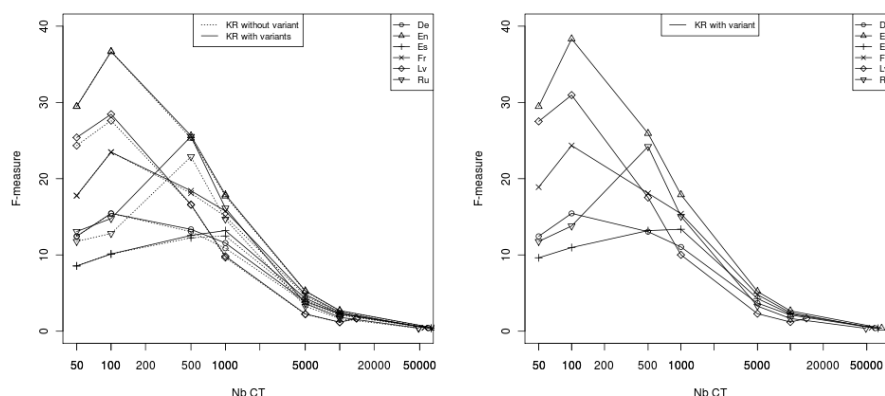 KR without variant
KR with variants
De
En
Es
Fr
Lv
Ru
F-measure
0
10
20
30
40
50
100
200
500
1000
5000
20000
50000
Nb CT
KR with variant
F-measure
0
10
20
30
40
50
100
200
500
1000
5000
20000
50000
Nb CT